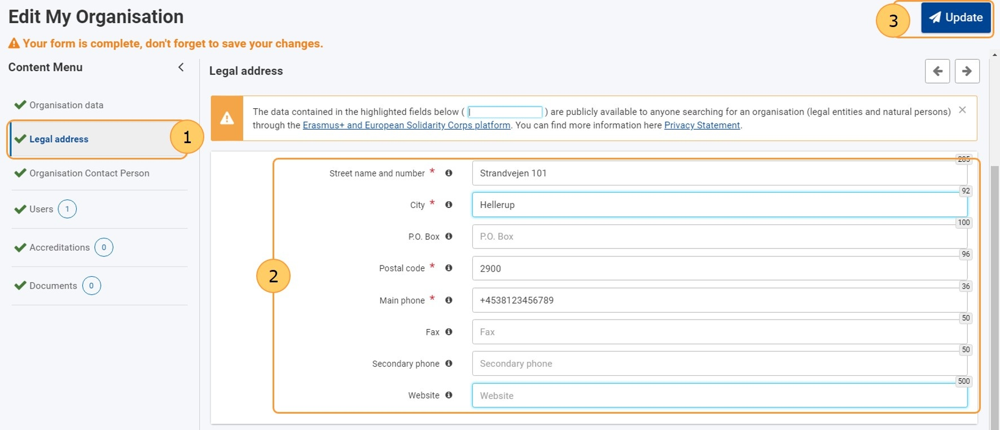 Edit My Organisation
3
Update
Your form is complete, don't forget to save your changes.
Content Menu
Organisation data
Legal address
1
Organisation Contact Person
Users 1
Accreditations 0
Documents 0
Legal address
The data contained in the highlighted fields below ( ) are publicly available to anyone searching for an organisation (legal entities and natural persons)
through the Erasmus+ and European Solidarity Corps platform. You can find more information here Privacy Statement.
2
285
Street name and number * Strandvejen 101
92
City * Hellerup
100
P.O. Box P.O. Box
96
Postal code * 2900
36
Main phone * +4538123456789
50
Fax Fax
50
Secondary phone Secondary phone
500
Website Website